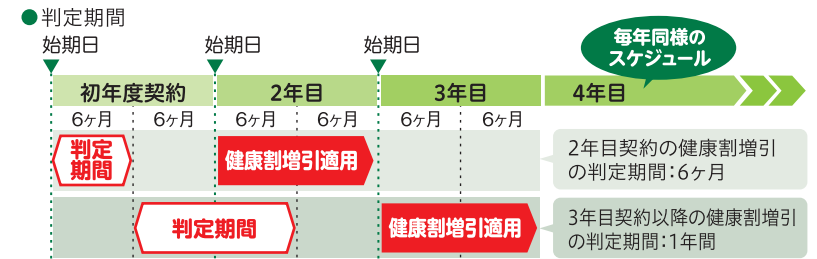 ●判定期間
始期日
始期日
始期日
毎年同様の
スケジュール
初年度契約
2年目
3年目
4年目
6ヶ月
6ヶ月
6ヶ月
6ヶ月
6ヶ月
6ヶ月
判定
期間
健康割増引適用
2年目契約の健康割増引
の判定期間：6ヶ月
判定期間
健康割増引適用
3年目契約以降の健康割増引
の判定期間：1年間